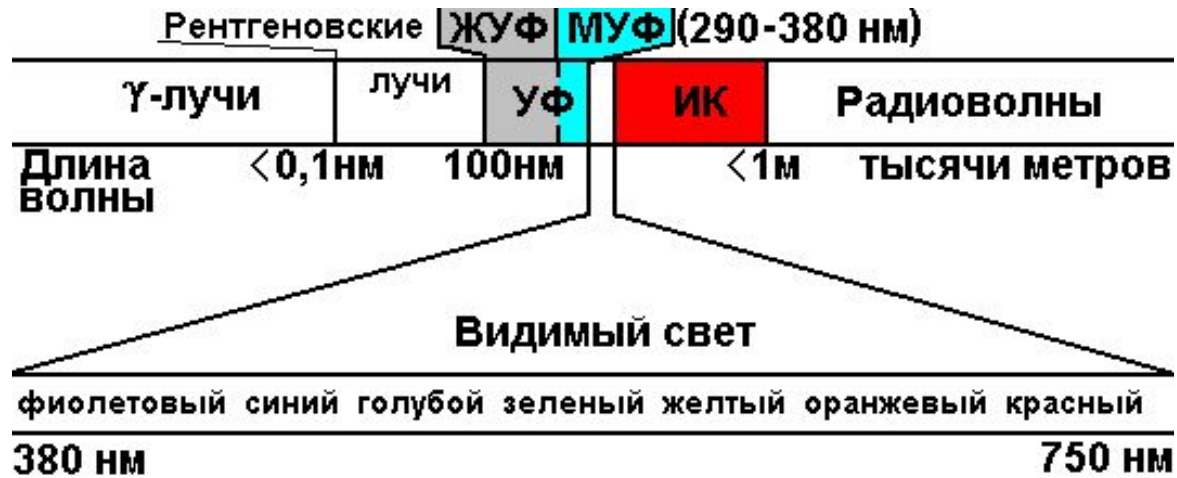 Рентгеновские ЖУФ МУФ (290-380 нм)
γ-лучи лучи УФ ИК Радиоволны
Длина <0,1нм 100нм <1м тысячи метров
волны
Видимый свет
фиолетовый синий голубой зеленый желтый оранжевый красный
380 нм 750 нм